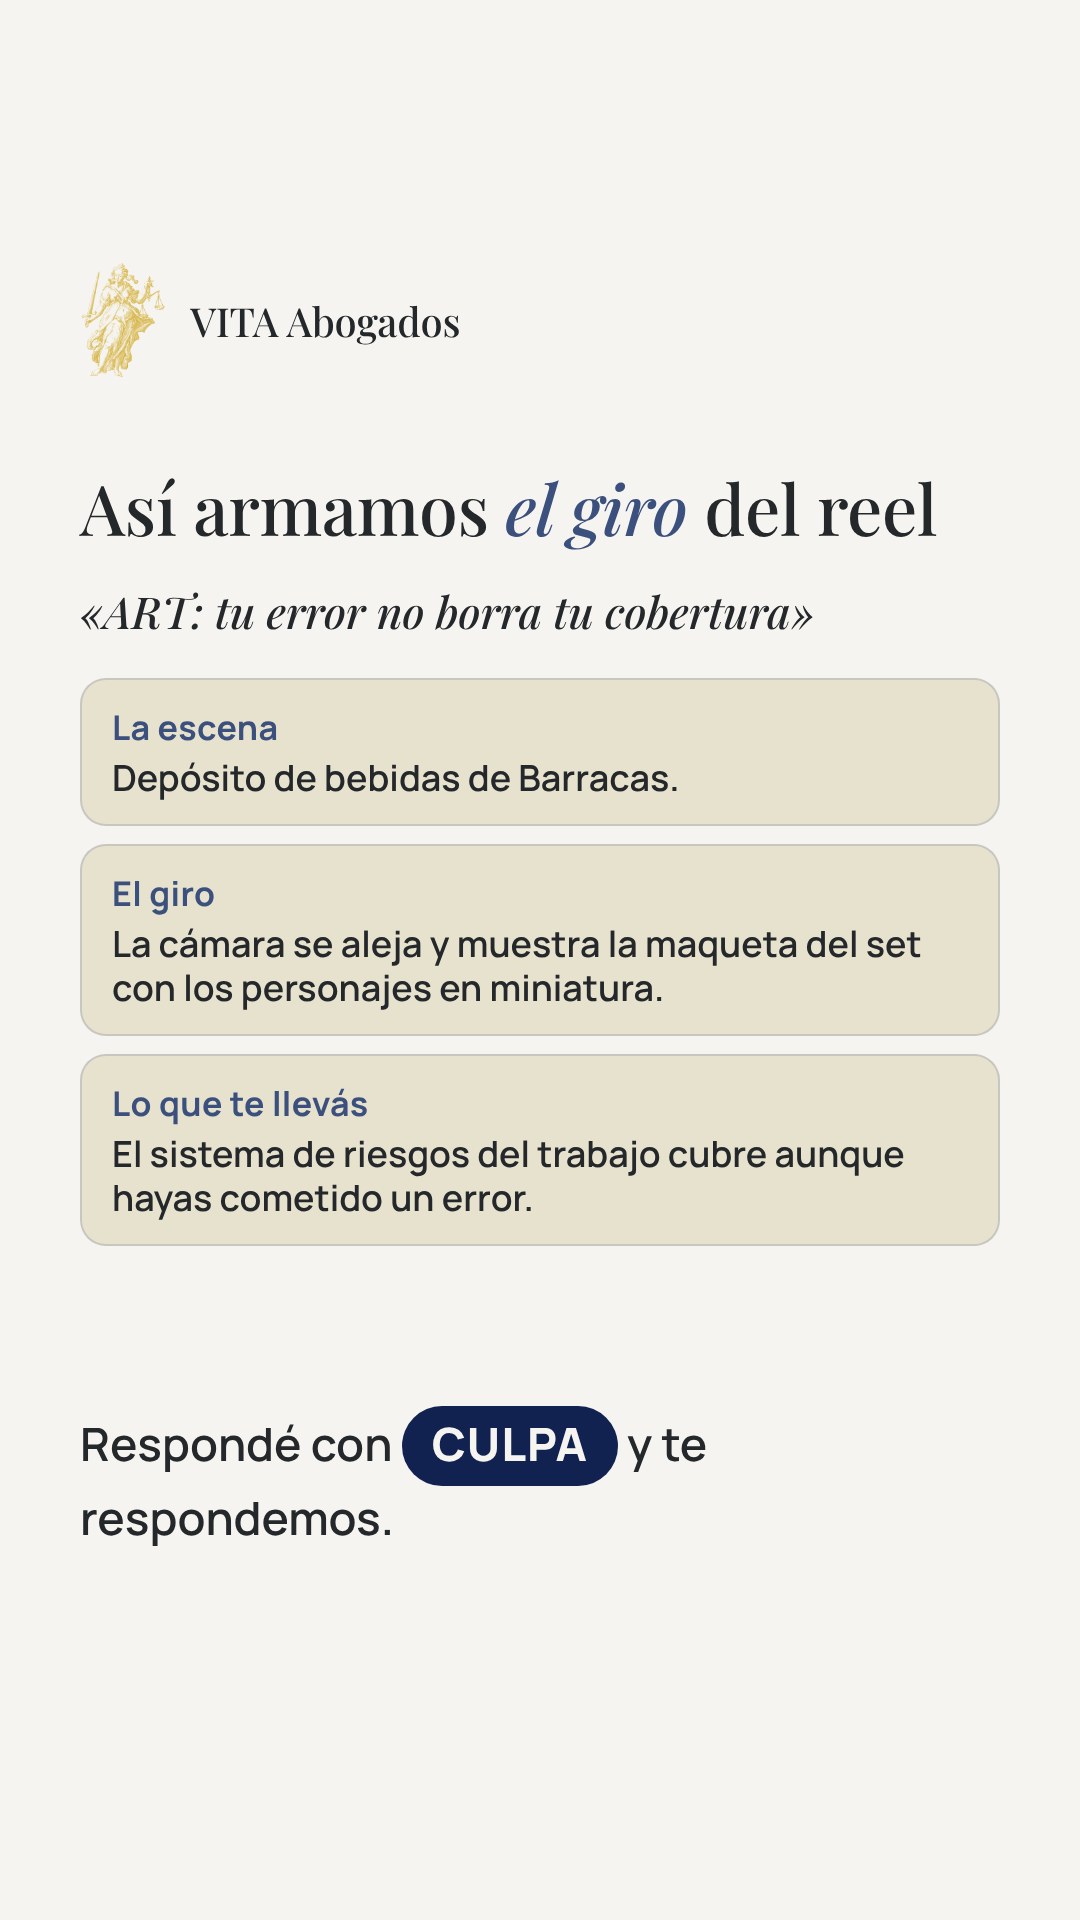 VITA Abogados
Así armamos el giro del reel
«ART: tu error no borra tu cobertura»
La escena
Depósito de bebidas de Barracas.
El giro
La cámara se aleja y muestra la maqueta del set
con los personajes en miniatura.
Lo que te llevás
El sistema de riesgos del trabajo cubre aunque
hayas cometido un error.
Respondé con CULPA y te
respondemos.